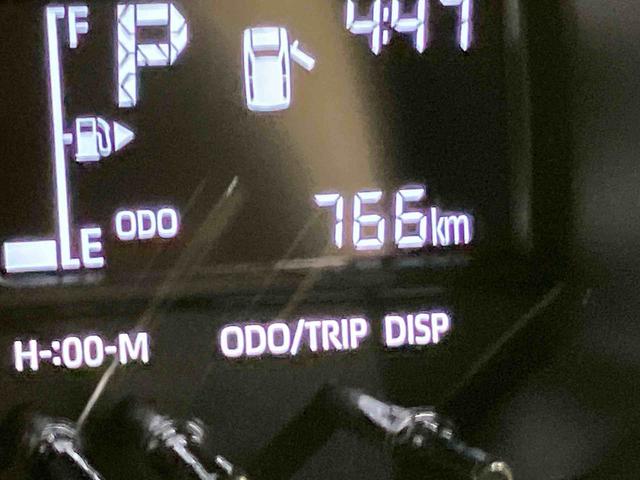 F
P
4:47
ODO
766km
E
H-:00-M
ODO/TRIP DISP